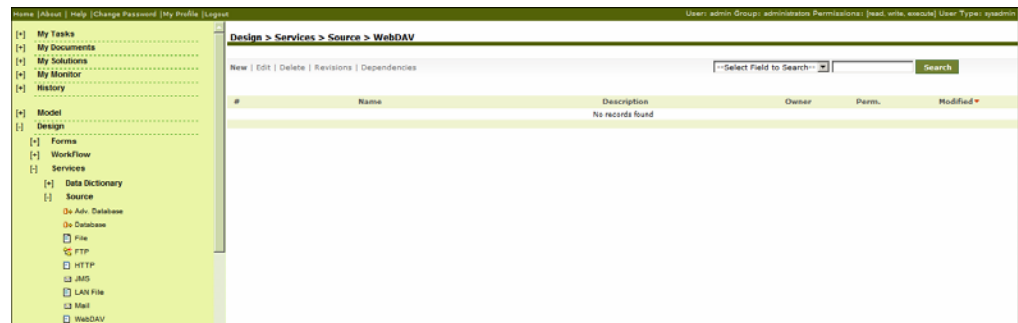 Home |About | Help |Change Password |My Profile |Logout
User: admin Group: administrators Permissions: [read, write, execute] User Type: sysadmin
[+] My Tasks
[+] My Documents
[+] My Solutions
[+] My Monitor
[+] History
[+] Model
[-] Design
[+] Forms
[+] WorkFlow
[-] Services
[+] Data Dictionary
[-] Source
Adv. Database
Database
File
FTP
HTTP
JMS
LAN File
Mail
WebDAV
Design > Services > Source > WebDAV
New | Edit | Delete | Revisions | Dependencies
--Select Field to Search-- Search
# Name Description Owner Perm. Modified
No records found